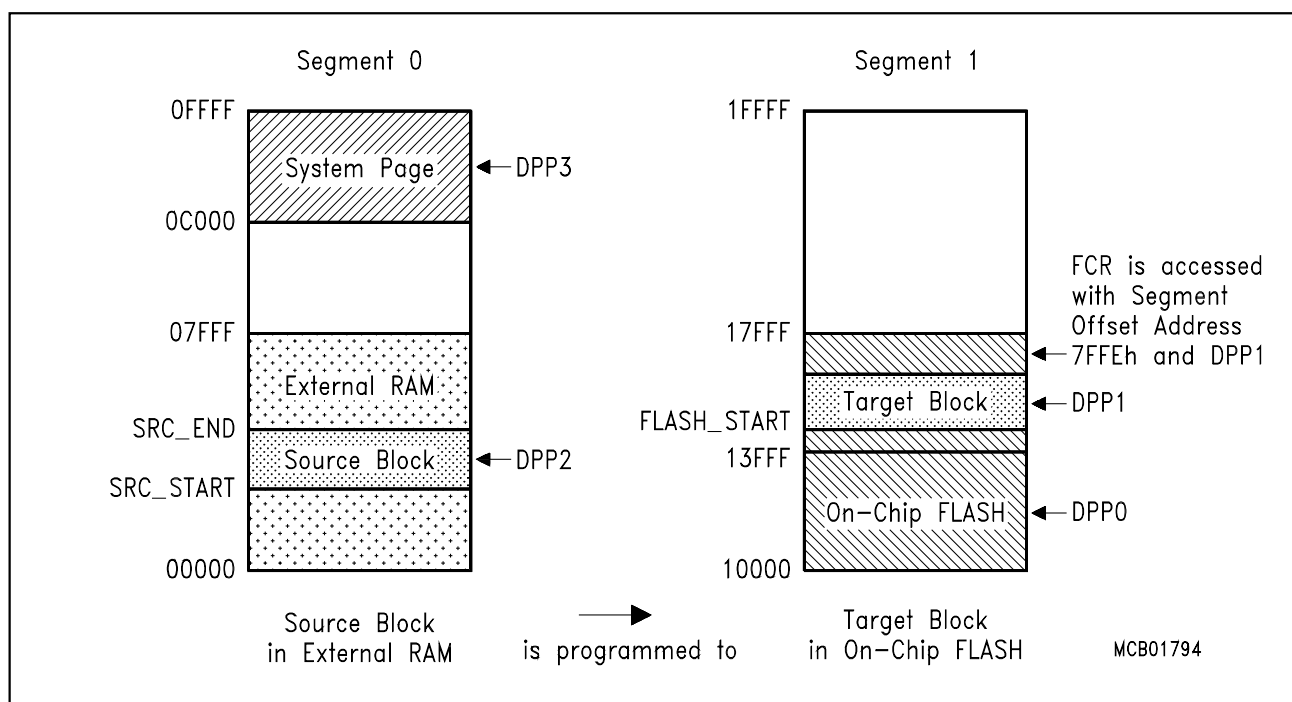 Segment 0
0FFFF
System Page
DPP3
0C000
07FFF
External RAM
SRC_END
Source Block
DPP2
SRC_START
00000
Source Block
in External RAM
is programmed to
Segment 1
1FFFF
FCR is accessed
with Segment
Offset Address
7FFEh and DPP1
17FFF
Target Block
DPP1
FLASH_START
13FFF
On-Chip FLASH
DPP0
10000
Target Block
in On-Chip FLASH
MCB01794